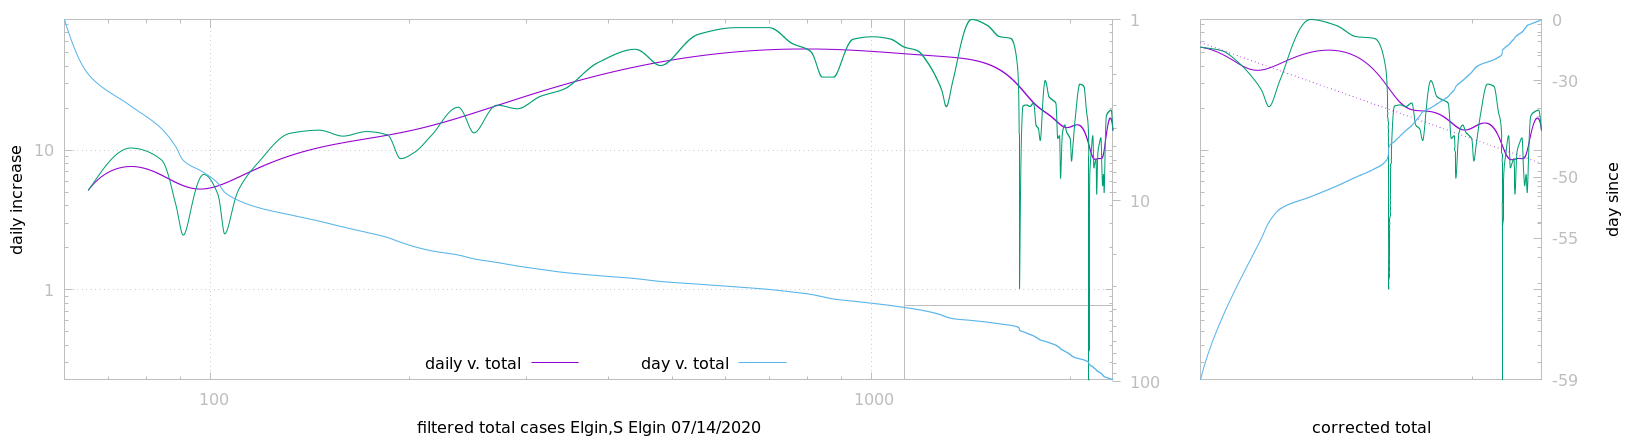 daily increase
10
1
100
1000
daily v. total
day v. total
filtered total cases Elgin,S Elgin 07/14/2020
1
10
100
0
-30
-50
-55
-59
day since
corrected total